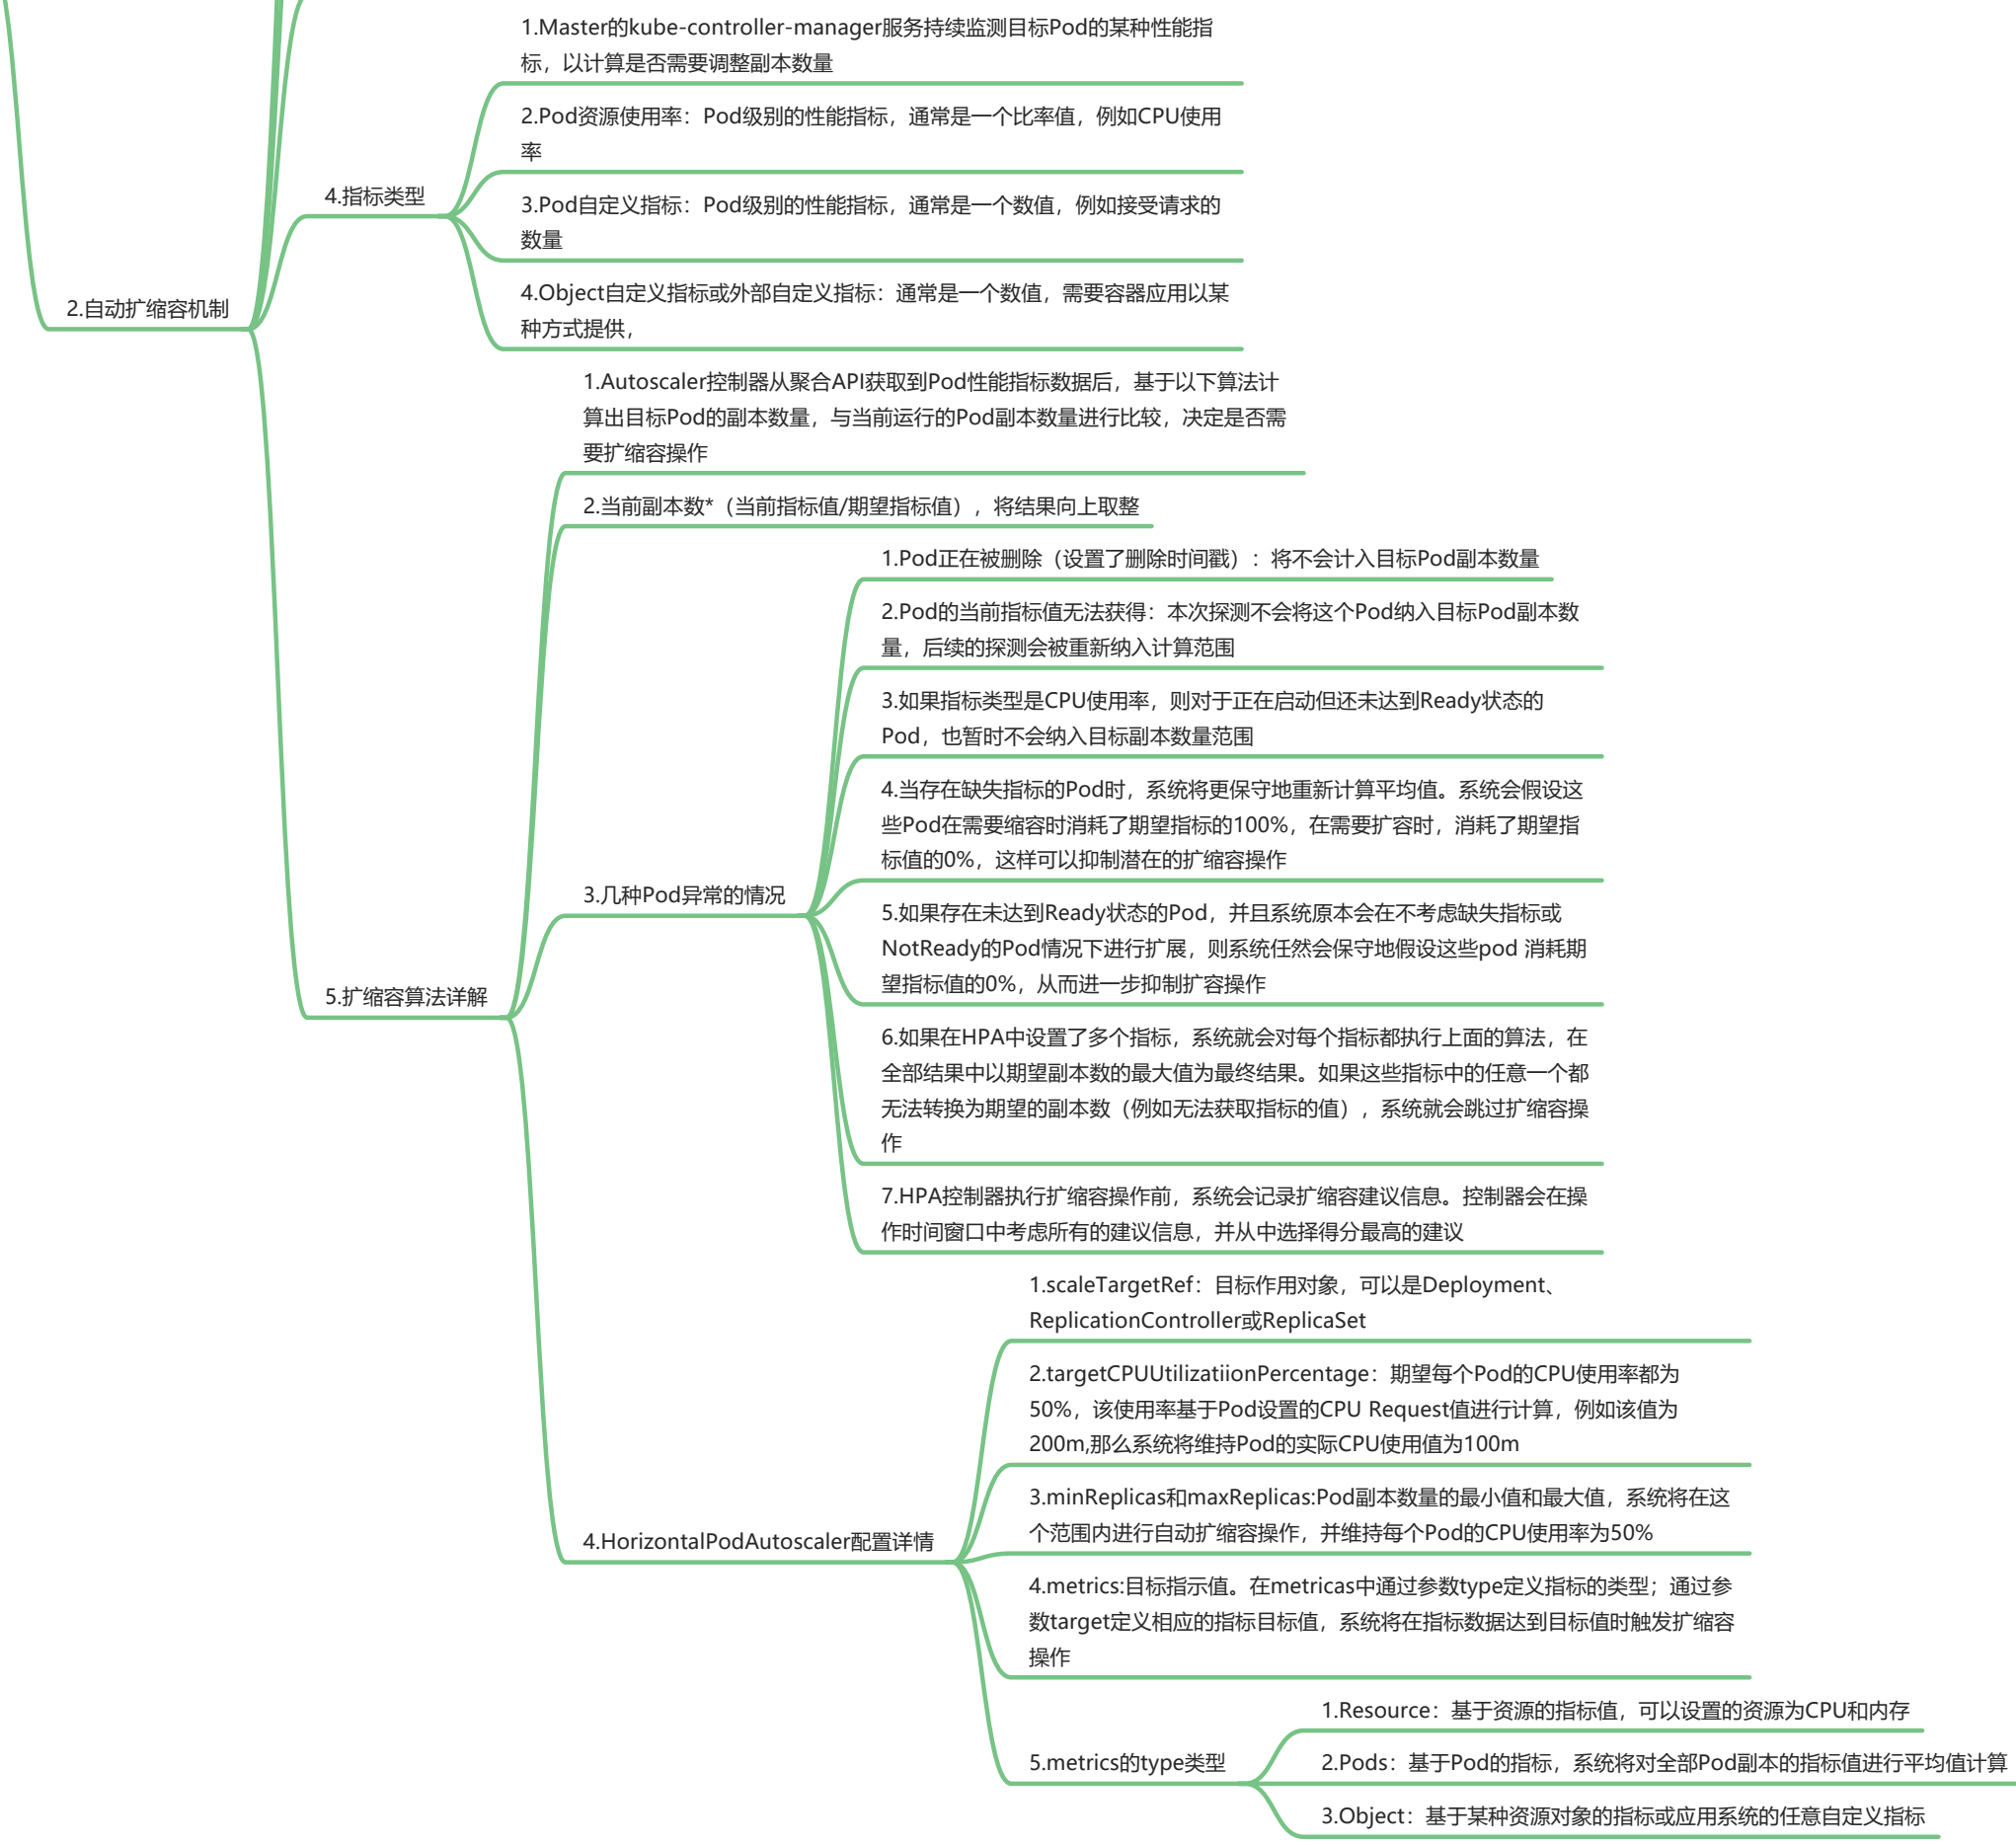 1.Master的kube-controller-manager服务持续监测目标Pod的某种性能指
标，以计算是否需要调整副本数量
2.Pod资源使用率：Pod级别的性能指标，通常是一个比率值，例如CPU使用
率
4.指标类型
3.Pod自定义指标：Pod级别的性能指标，通常是一个数值，例如接受请求的
数量
4.Object自定义指标或外部自定义指标：通常是一个数值，需要容器应用以某
种方式提供，
2.自动扩缩容机制
1.Autoscaler控制器从聚合API获取到Pod性能指标数据后，基于以下算法计
算出目标Pod的副本数量，与当前运行的Pod副本数量进行比较，决定是否需
要扩缩容操作
2.当前副本数*（当前指标值/期望指标值），将结果向上取整
1.Pod正在被删除（设置了删除时间戳）：将不会计入目标Pod副本数量
2.Pod的当前指标值无法获得：本次探测不会将这个Pod纳入目标Pod副本数
量，后续的探测会被重新纳入计算范围
3.如果指标类型是CPU使用率，则对于正在启动但还未达到Ready状态的
Pod，也暂时不会纳入目标副本数量范围
4.当存在缺失指标的Pod时，系统将更保守地重新计算平均值。系统会假设这
些Pod在需要缩容时消耗了期望指标的100%，在需要扩容时，消耗了期望指
标值的0%，这样可以抑制潜在的扩缩容操作
3.几种Pod异常的情况
5.如果存在未达到Ready状态的Pod，并且系统原本会在不考虑缺失指标或
NotReady的Pod情况下进行扩展，则系统任然会保守地假设这些pod 消耗期
望指标值的0%，从而进一步抑制扩容操作
5.扩缩容算法详解
6.如果在HPA中设置了多个指标，系统就会对每个指标都执行上面的算法，在
全部结果中以期望副本数的最大值为最终结果。如果这些指标中的任意一个都
无法转换为期望的副本数（例如无法获取指标的值），系统就会跳过扩缩容操
作
7.HPA控制器执行扩缩容操作前，系统会记录扩缩容建议信息。控制器会在操
作时间窗口中考虑所有的建议信息，并从中选择得分最高的建议
1.scaleTargetRef：目标作用对象，可以是Deployment、
ReplicationController或ReplicaSet
2.targetCPUUtilizatiionPercentage：期望每个Pod的CPU使用率都为
50%，该使用率基于Pod设置的CPU Request值进行计算，例如该值为
200m,那么系统将维持Pod的实际CPU使用值为100m
3.minReplicas和maxReplicas:Pod副本数量的最小值和最大值，系统将在这
个范围内进行自动扩缩容操作，并维持每个Pod的CPU使用率为50%
4.HorizontalPodAutoscaler配置详情
4.metrics:目标指示值。在metricas中通过参数type定义指标的类型；通过参
数target定义相应的指标目标值，系统将在指标数据达到目标值时触发扩缩容
操作
1.Resource：基于资源的指标值，可以设置的资源为CPU和内存
5.metrics的type类型
2.Pods：基于Pod的指标，系统将对全部Pod副本的指标值进行平均值计算
3.Object：基于某种资源对象的指标或应用系统的任意自定义指标